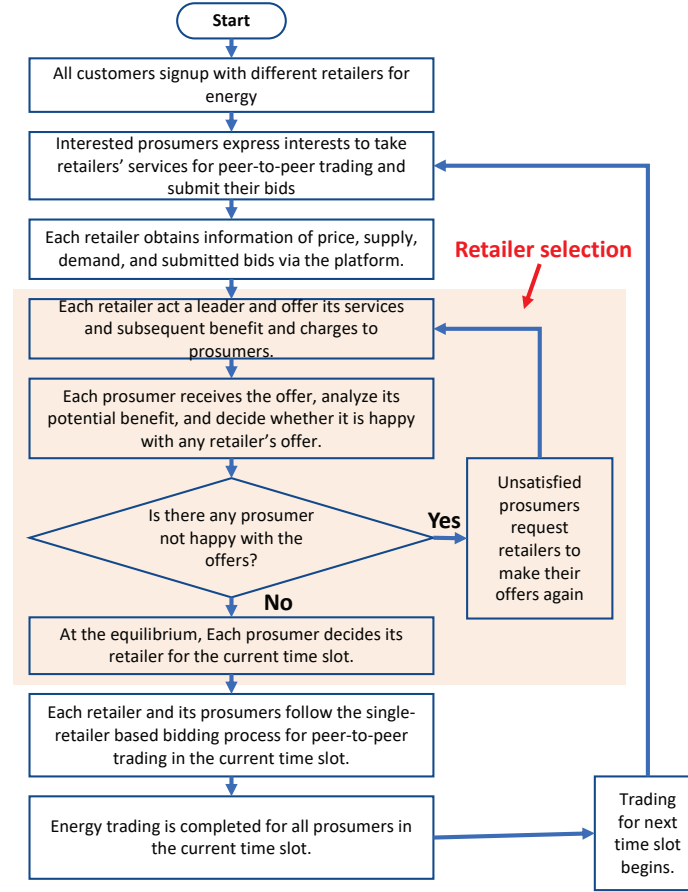 Start
All customers signup with different retailers for
energy
Interested prosumers express interests to take
retailers’ services for peer-to-peer trading and
submit their bids
Each retailer obtains information of price, supply,
demand, and submitted bids via the platform.
Retailer selection
Each retailer act a leader and offer its services
and subsequent benefit and charges to
prosumers.
Each prosumer receives the offer, analyze its
potential benefit, and decide whether it is happy
with any retailer’s offer.
Is there any prosumer
not happy with the
offers?
Yes
Unsatisfied
prosumers
request
retailers to
make their
offers again
No
At the equilibrium, Each prosumer decides its
retailer for the current time slot.
Each retailer and its prosumers follow the single-
retailer based bidding process for peer-to-peer
trading in the current time slot.
Energy trading is completed for all prosumers in
the current time slot.
Trading
for next
time slot
begins.